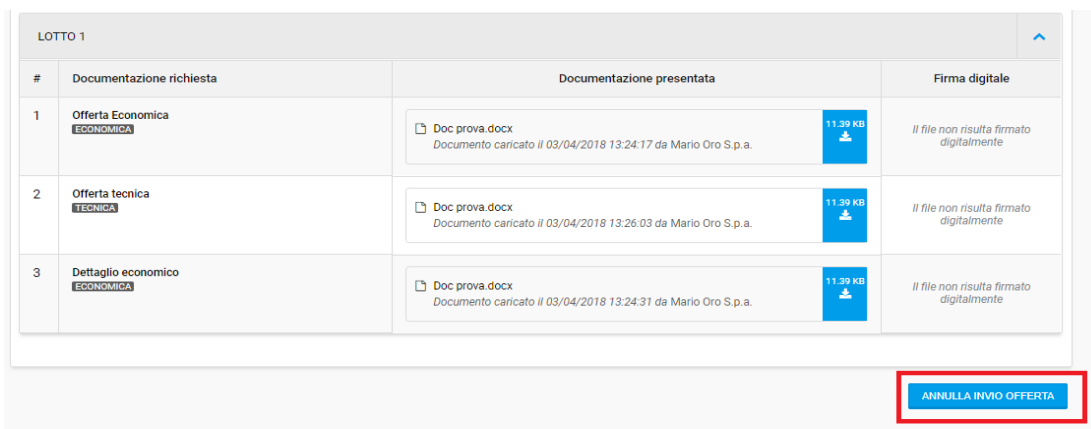 LOTTO 1
# Documentazione richiesta Documentazione presentata Firma digitale
1 Offerta Economica
ECONOMICA
Doc prova.docx
Documento caricato il 03/04/2018 13:24:17 da Mario Oro S.p.a.
11.39 KB
Il file non risulta firmato
digitalmente
2 Offerta tecnica
TECNICA
Doc prova.docx
Documento caricato il 03/04/2018 13:26:03 da Mario Oro S.p.a.
11.39 KB
Il file non risulta firmato
digitalmente
3 Dettaglio economico
ECONOMICA
Doc prova.docx
Documento caricato il 03/04/2018 13:24:31 da Mario Oro S.p.a.
11.39 KB
Il file non risulta firmato
digitalmente
ANNULLA INVIO OFFERTA